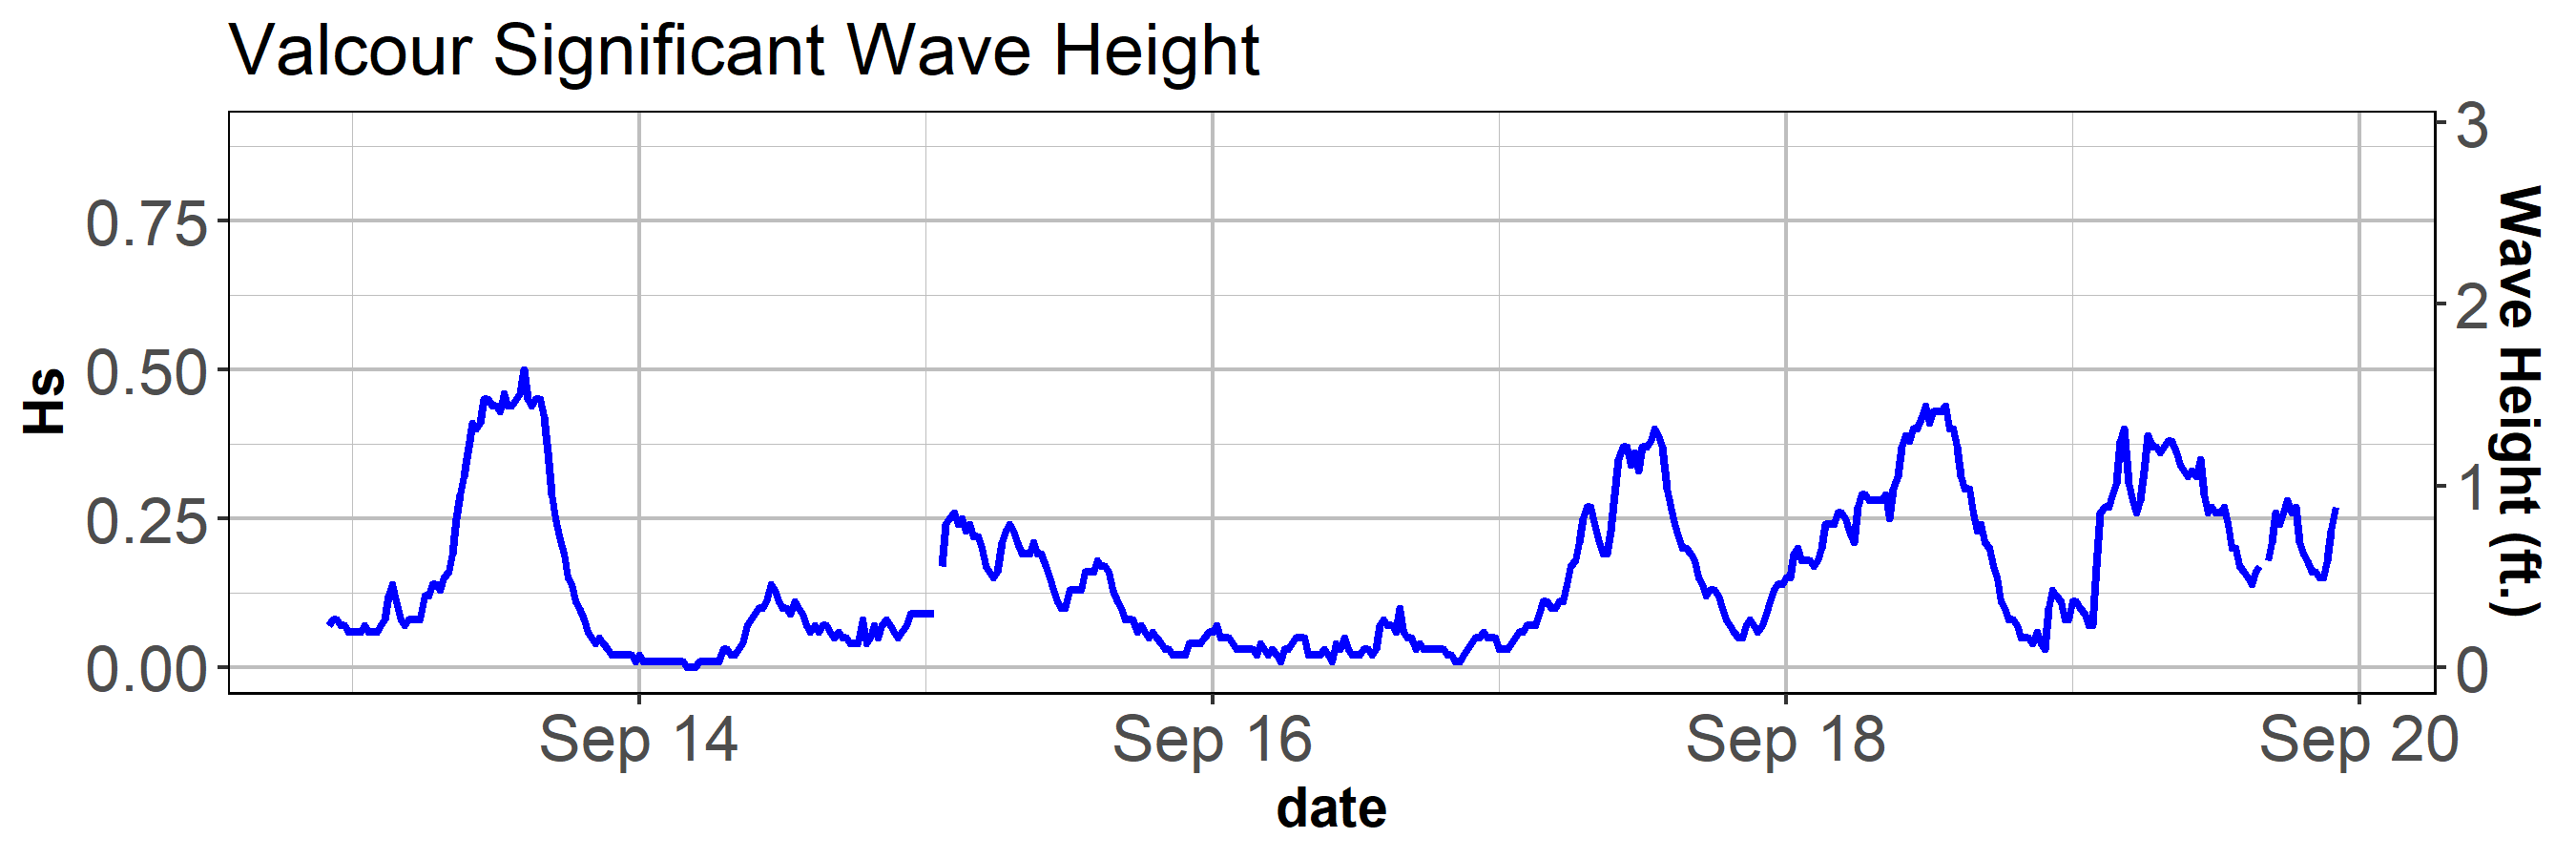 Valcour Significant Wave Height
Hs
0.75
0.50
0.25
0.00
3
2
1
0
Wave Height (ft.)
Sep 14
Sep 16
Sep 18
Sep 20
date